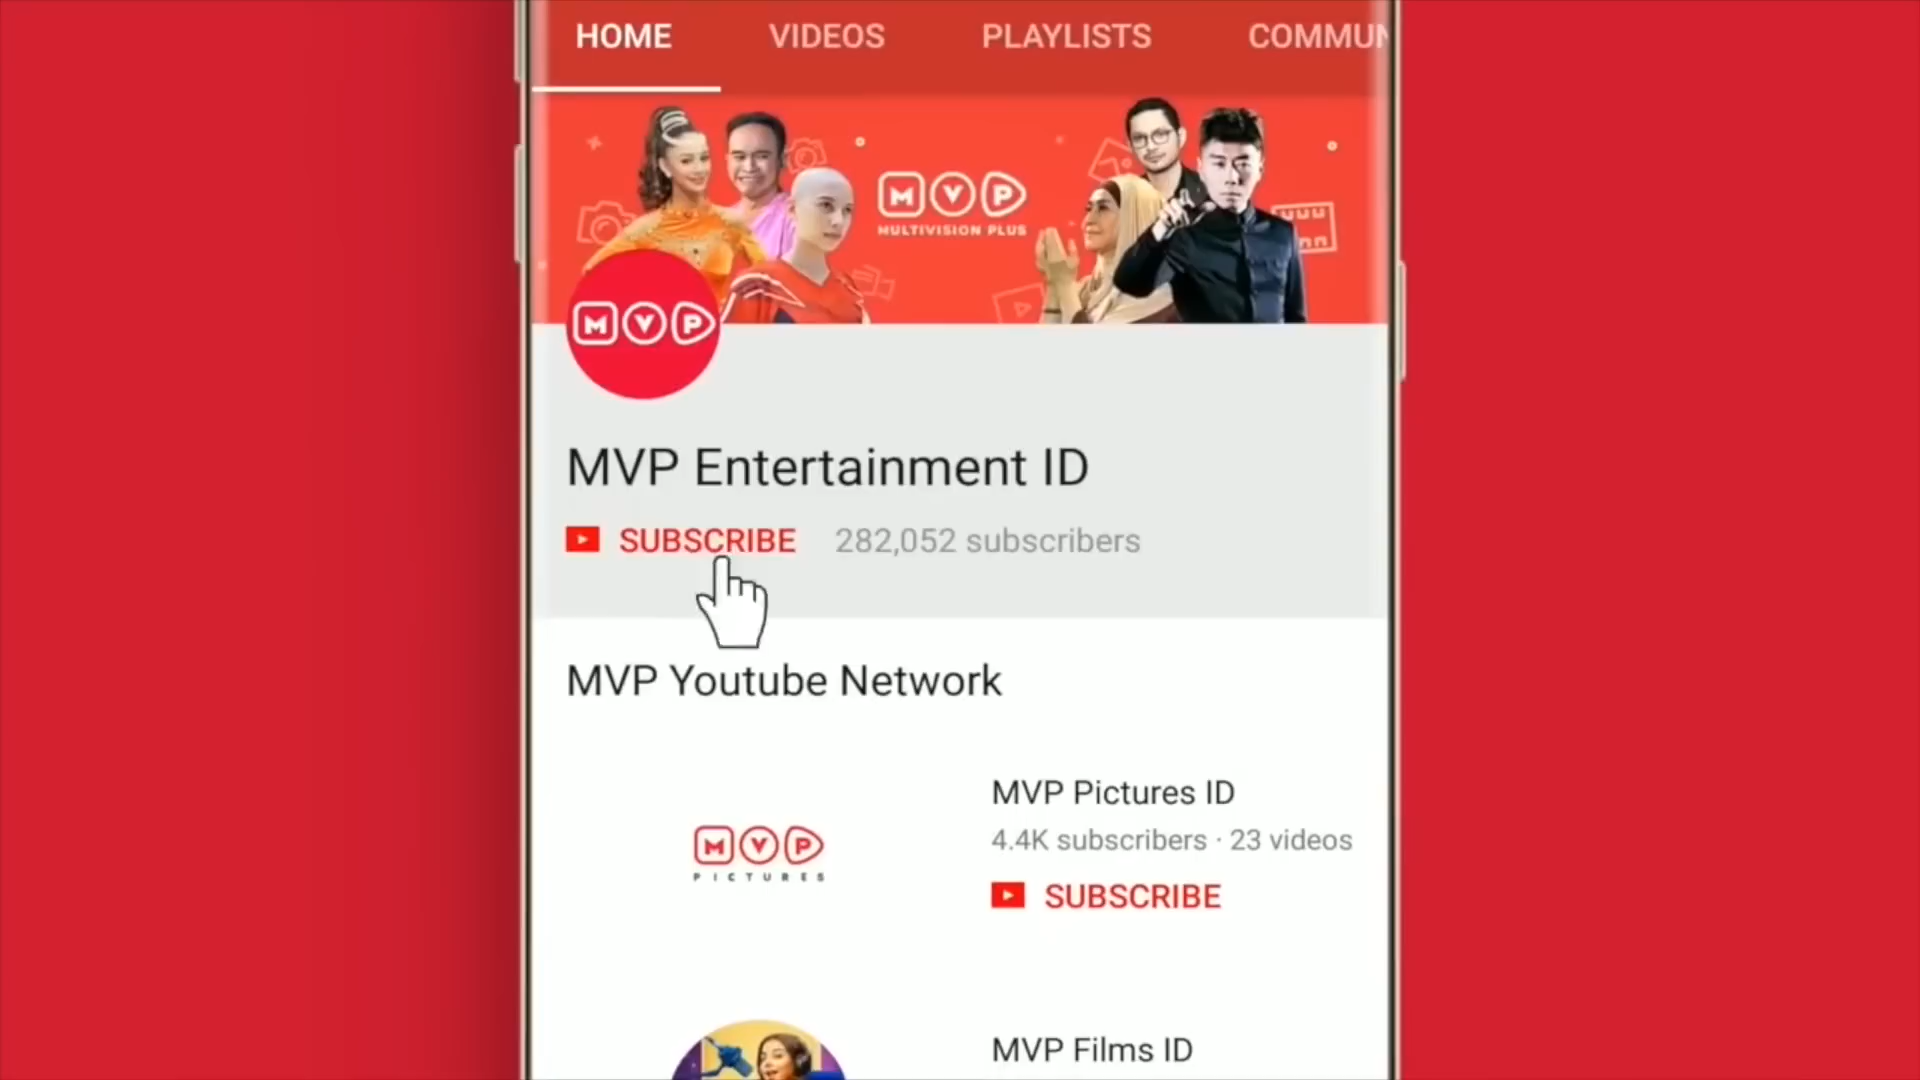 HOME VIDEOS PLAYLISTS COMMUN
MVP
MULTIVISION PLUS
MVP
MVP Entertainment ID
SUBSCRIBE 282,052 subscribers
MVP Youtube Network
MVP Pictures ID
4.4K subscribers · 23 videos
MVP
PICTURES
SUBSCRIBE
MVP Films ID